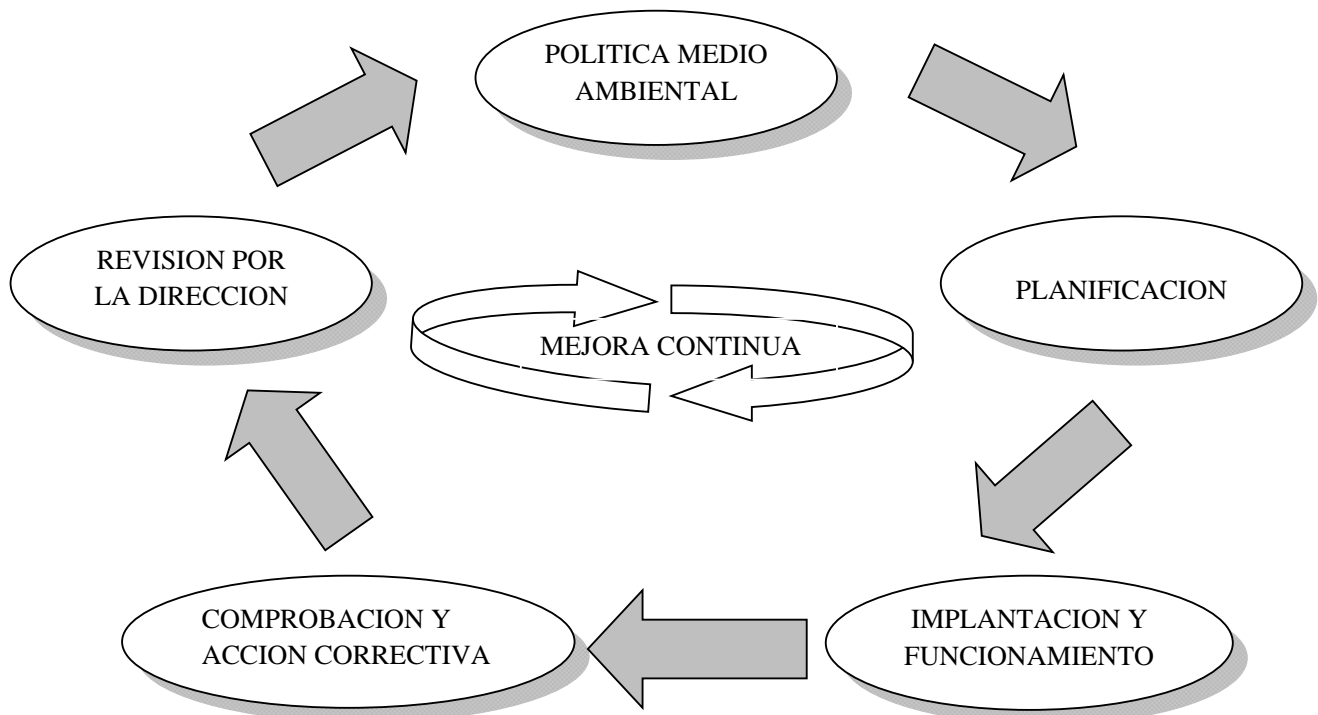 POLITICA MEDIO
AMBIENTAL
PLANIFICACION
IMPLANTACION Y
FUNCIONAMIENTO
COMPROBACION Y
ACCION CORRECTIVA
REVISION POR
LA DIRECCION
MEJORA CONTINUA